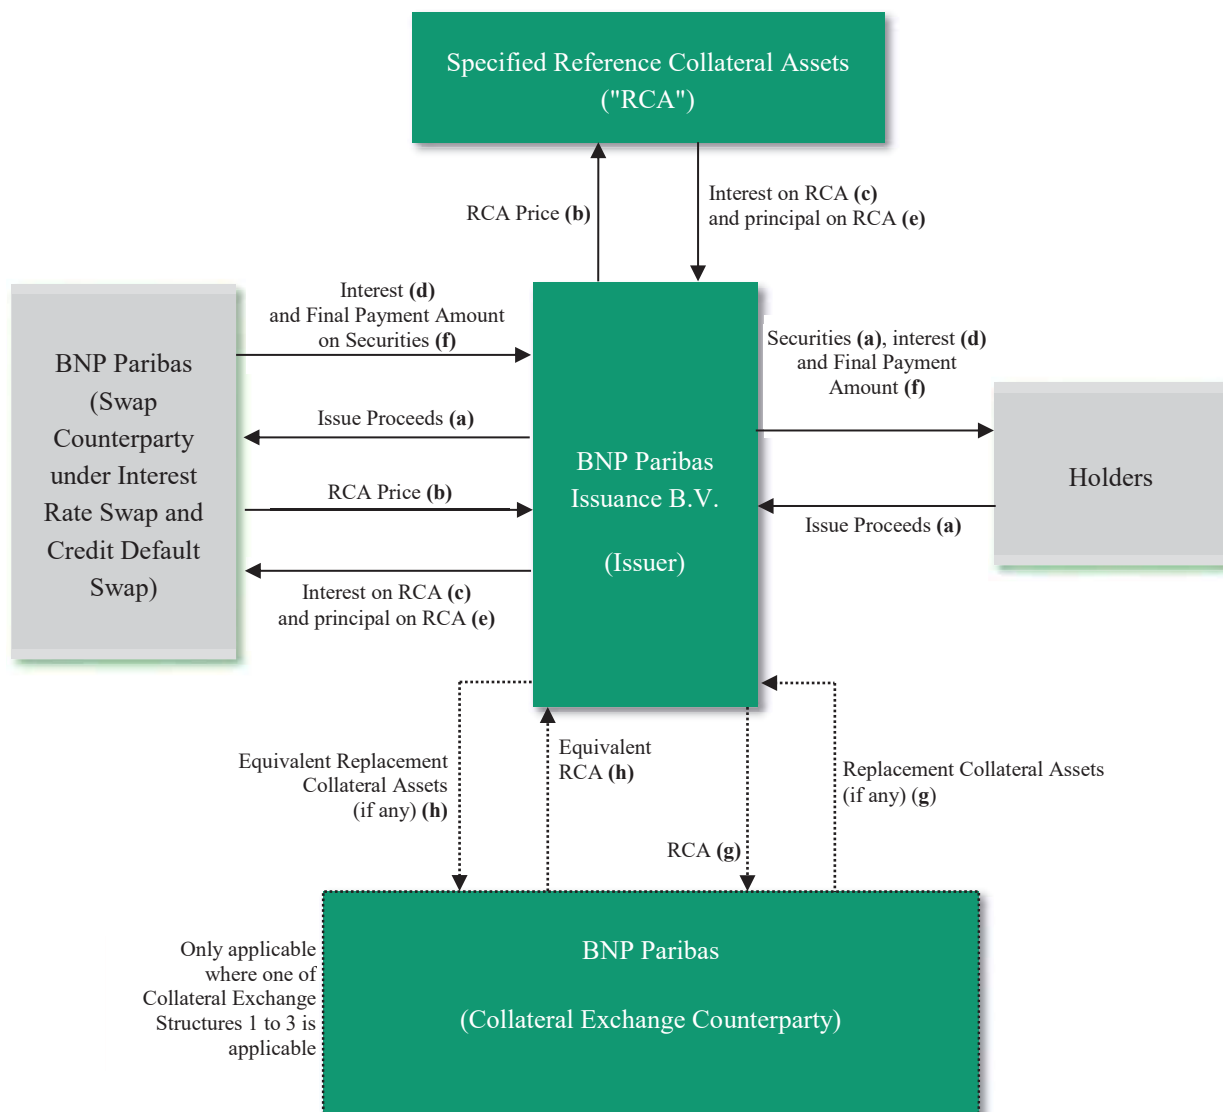 Specified Reference Collateral Assets
("RCA")
RCA Price (b)
Interest on RCA (c)
and principal on RCA (e)
Interest (d)
and Final Payment Amount
on Securities (f)
Issue Proceeds (a)
RCA Price (b)
Interest on RCA (c)
and principal on RCA (e)
BNP Paribas
(Swap
Counterparty
under Interest
Rate Swap and
Credit Default
Swap)
BNP Paribas
Issuance B.V.
(Issuer)
Securities (a), interest (d)
and Final Payment
Amount (f)
Issue Proceeds (a)
Holders
Equivalent Replacement
Collateral Assets
(if any) (h)
Equivalent
RCA (h)
RCA (g)
Replacement Collateral Assets
(if any) (g)
Only applicable
where one of
Collateral Exchange
Structures 1 to 3 is
applicable
BNP Paribas
(Collateral Exchange Counterparty)